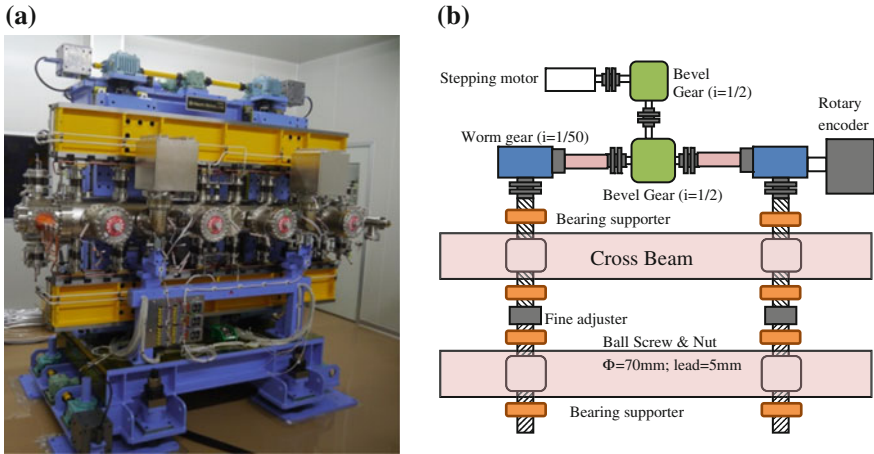 (a)
(b)
Stepping motor
Bevel
Gear (i=1/2)
Rotary
encoder
Worm gear (i=1/50)
Bevel Gear (i=1/2)
Bearing supporter
Cross Beam
Fine adjuster
Ball Screw & Nut
Φ=70mm; lead=5mm
Bearing supporter